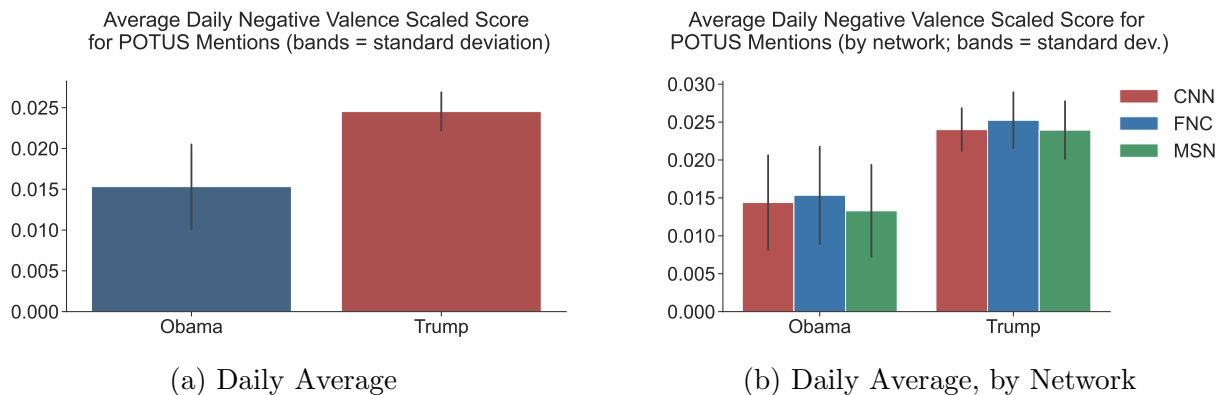 Average Daily Negative Valence Scaled Score
for POTUS Mentions (bands = standard deviation)
0.025
0.020
0.015
0.010
0.005
0.000
Obama
Trump
(a) Daily Average
Average Daily Negative Valence Scaled Score for
POTUS Mentions (by network; bands = standard dev.)
0.030
0.025
0.020
0.015
0.010
0.005
0.000
Obama
Trump
CNN
FNC
MSN
(b) Daily Average, by Network